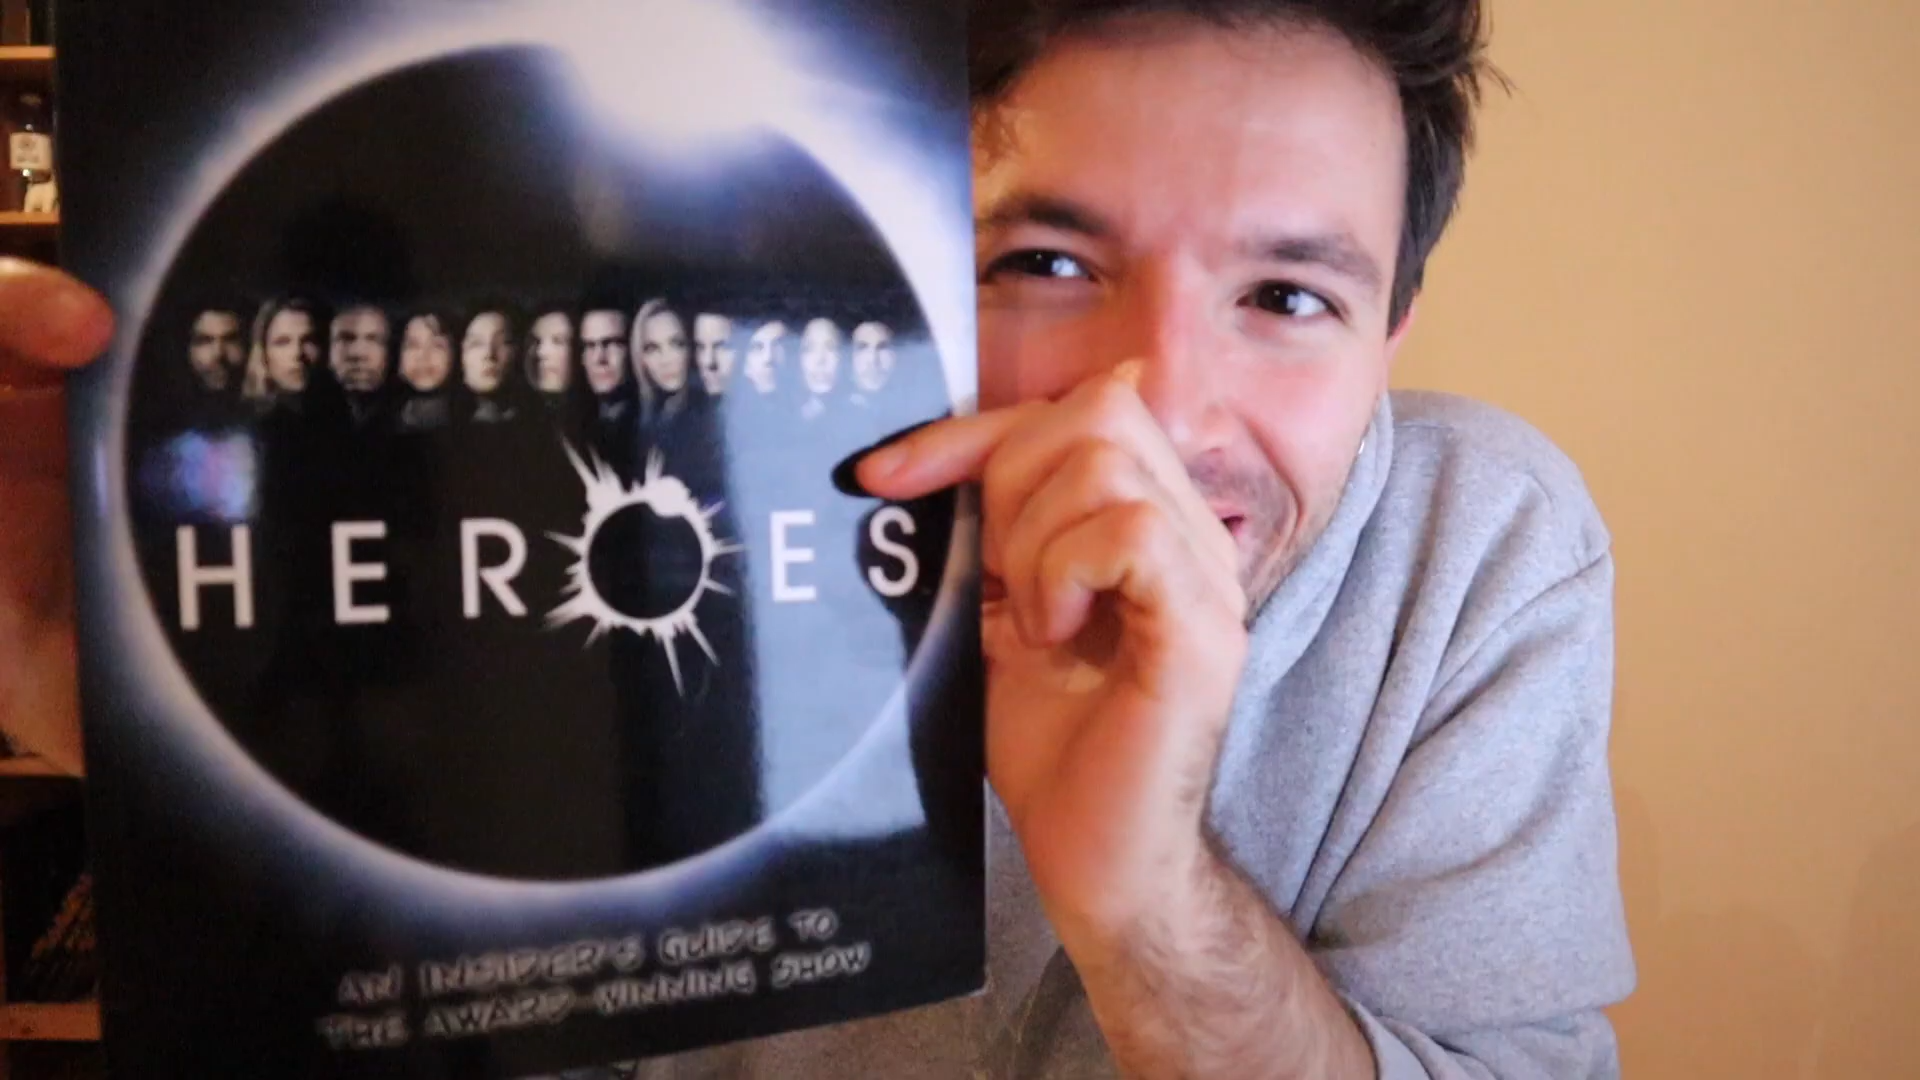 HEROES
AN INSIDER'S GUIDE TO
THE AWARD-WINNING SHOW